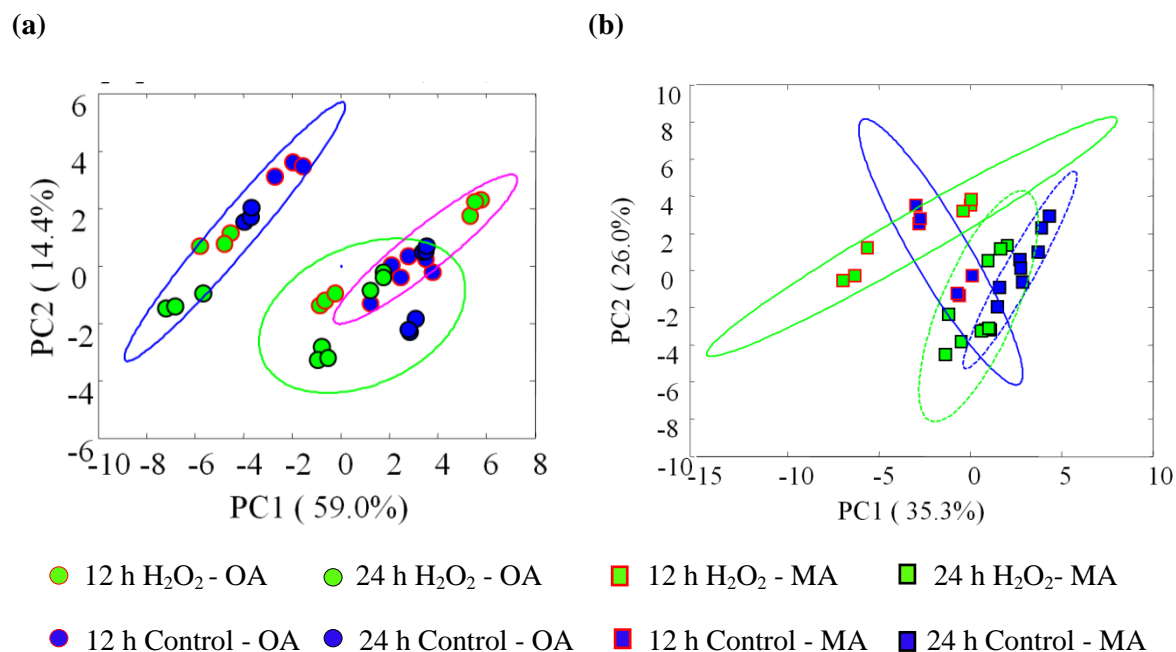 (a)
(b)
6
4
2
0
-2
-4
-6
PC2 ( 14.4%)
-10 -8 -6 -4 -2 0 2 4 6 8
PC1 ( 59.0%)
10
8
6
4
2
0
-2
-4
-6
-8
-10
PC2 ( 26.0%)
-15 -10 -5 0 5 10
PC1 ( 35.3%)
12 h H₂O₂ - OA 24 h H₂O₂ - OA 12 h H₂O₂ - MA 24 h H₂O₂- MA
12 h Control - OA 24 h Control - OA 12 h Control - MA 24 h Control - MA